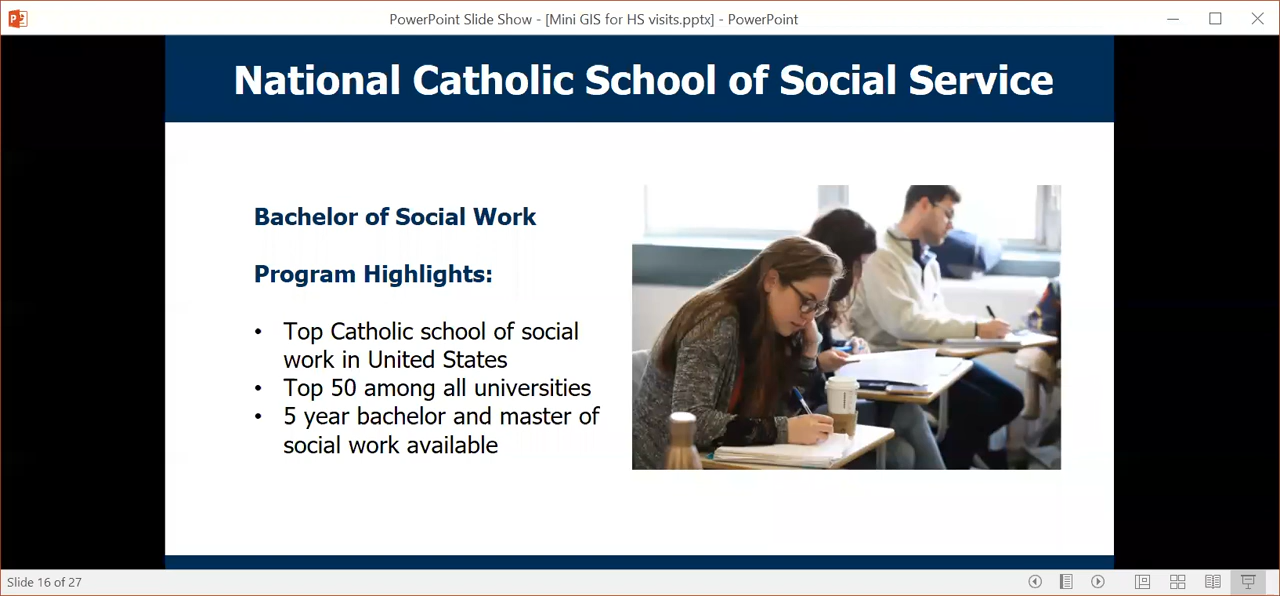 PowerPoint Slide Show - [Mini GIS for HS visits.pptx] - PowerPoint
National Catholic School of Social Service
Bachelor of Social Work
Program Highlights:
• Top Catholic school of social
work in United States
• Top 50 among all universities
• 5 year bachelor and master of
social work available
Slide 16 of 27